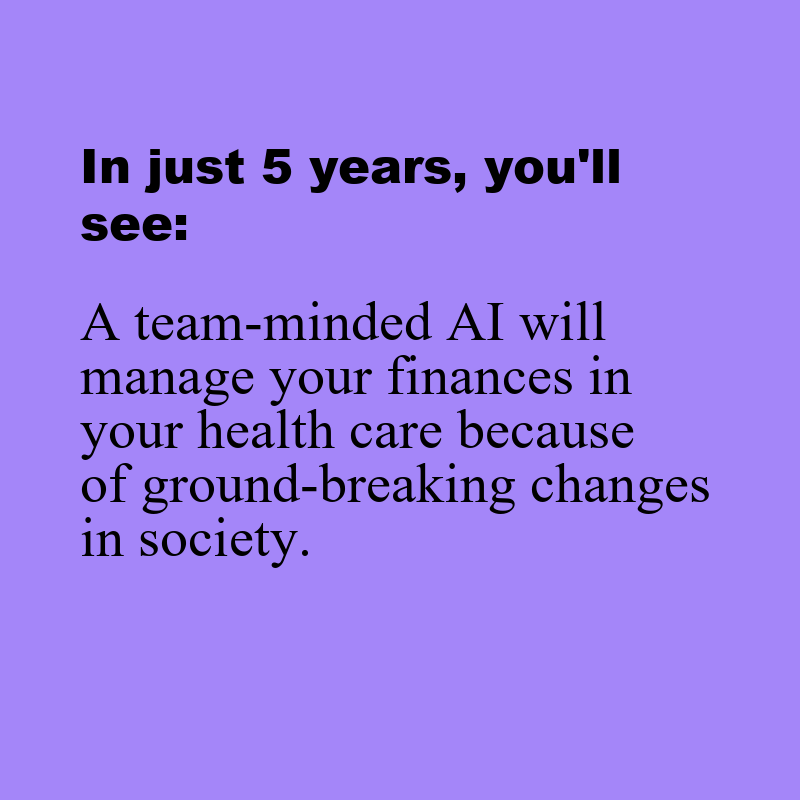 In just 5 years, you'll
see:
A team-minded AI will
manage your finances in
your health care because
of ground-breaking changes
in society.